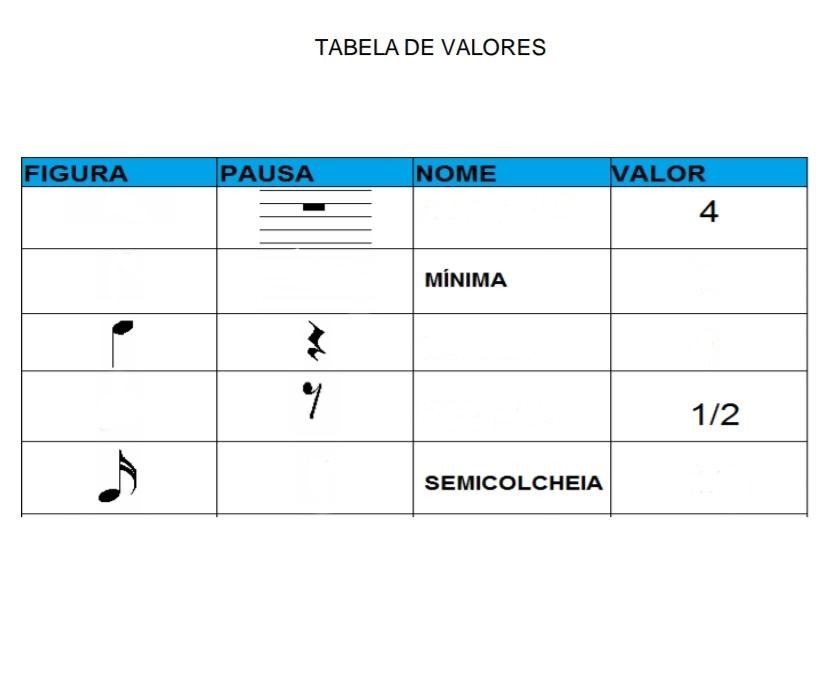 TABELA DE VALORES
FIGURA PAUSA NOME VALOR
4
MÍNIMA
1/2
SEMICOLCHEIA